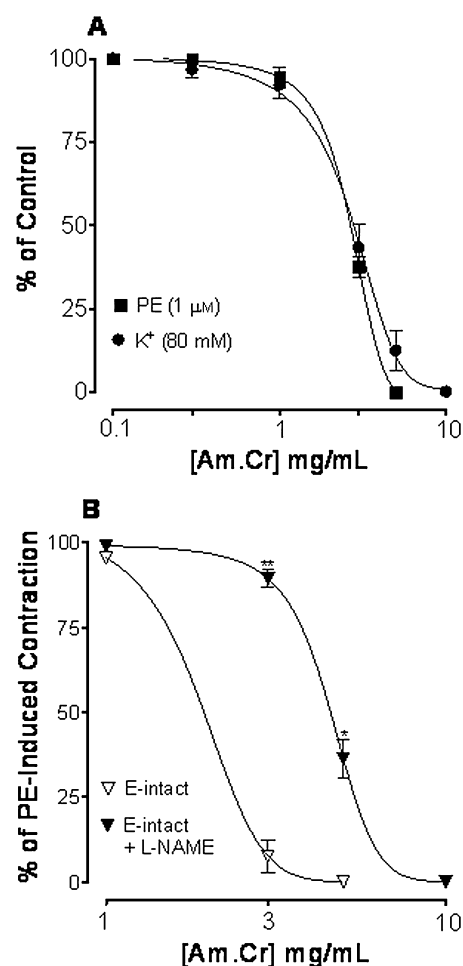 A
100
75
50
25
0
% of Control
■ PE (1 μM)
● K⁺ (80 mM)
0.1 1 10
[Am.Cr] mg/mL
B
100
75
50
25
0
% of PE-Induced Contraction
**
*
▽ E-intact
▼ E-intact
+ L-NAME
1 3 10
[Am.Cr] mg/mL